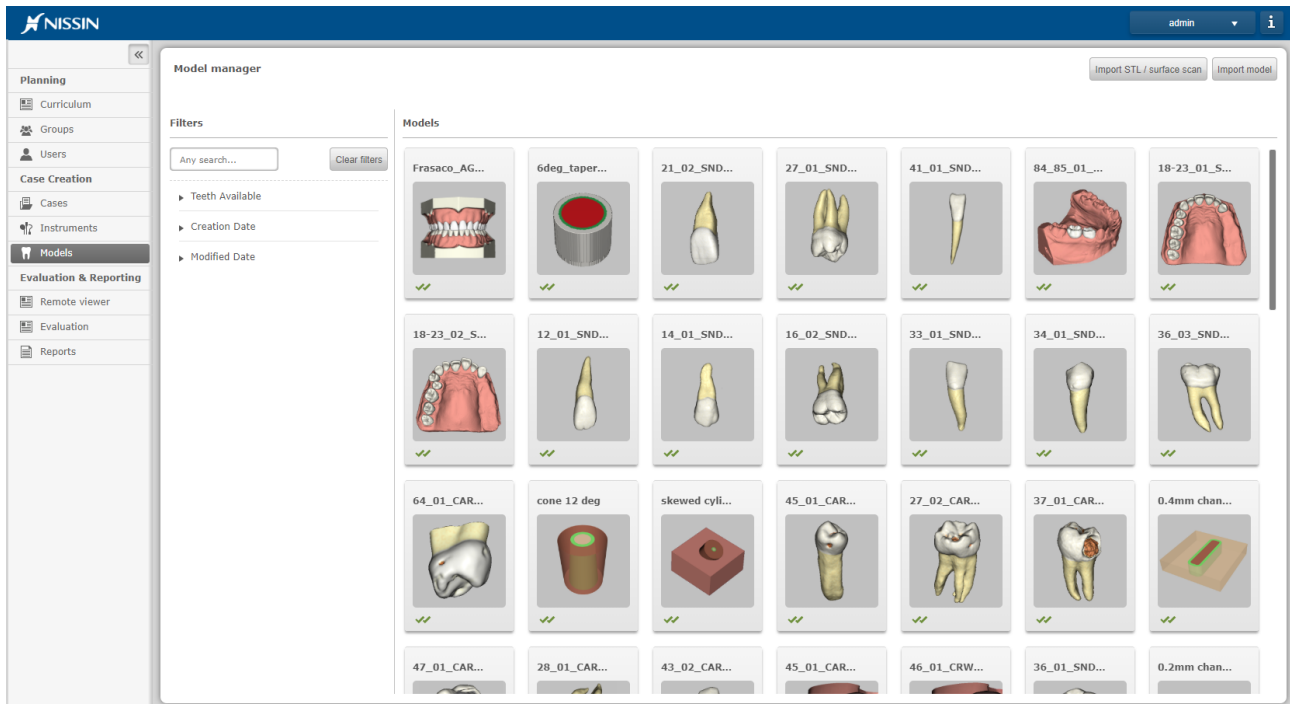 NISSIN
admin
i
Planning
Curriculum
Groups
Users
Case Creation
Cases
Instruments
Models
Evaluation & Reporting
Remote viewer
Evaluation
Reports
Model manager
Import STL / surface scan
Import model
Filters
Any search...
Clear filters
Teeth Available
Creation Date
Modified Date
Models
Frasaco_AG... 6deg_taper... 21_02_SND... 27_01_SND... 41_01_SND... 84_85_01_... 18-23_01_S...
18-23_02_S... 12_01_SND... 14_01_SND... 16_02_SND... 33_01_SND... 34_01_SND... 36_03_SND...
64_01_CAR... cone 12 deg skewed cyli... 45_01_CAR... 27_02_CAR... 37_01_CAR... 0.4mm chan...
47_01_CAR... 28_01_CAR... 43_02_CAR... 45_01_CAR... 46_01_CRW... 36_01_SND... 0.2mm chan...